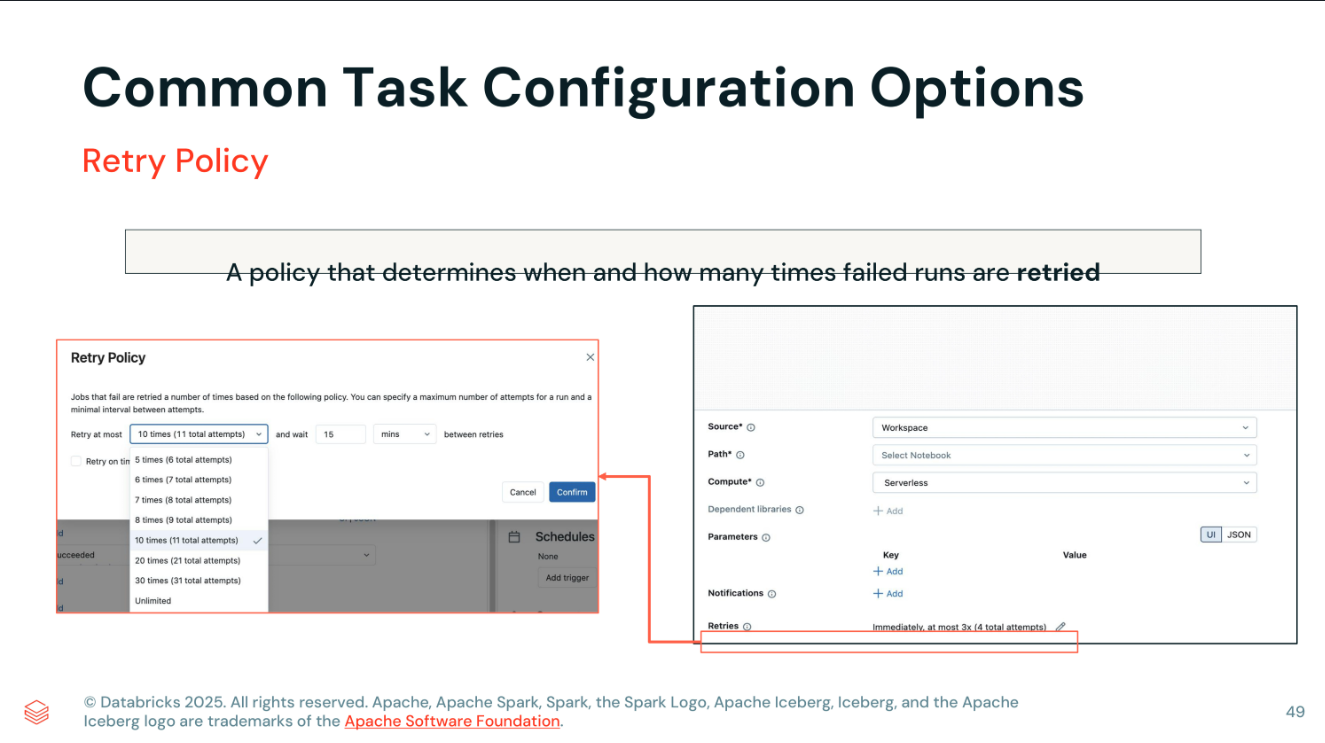 Common Task Configuration Options
Retry Policy
A policy that determines when and how many times failed runs are retried
Retry Policy
Jobs that fail are retried a number of times based on the following policy. You can specify a maximum number of attempts for a run and a
minimal interval between attempts.
Retry at most 10 times (11 total attempts) and wait 15 mins between retries
Retry on
5 times (6 total attempts)
6 times (7 total attempts)
7 times (8 total attempts)
8 times (9 total attempts)
10 times (11 total attempts)
20 times (21 total attempts)
30 times (31 total attempts)
Unlimited
Cancel Confirm
ucceeded
Schedules
None
Add trigger
Source* Workspace
Path* Select Notebook
Compute* Serverless
Dependent libraries + Add
Parameters UI JSON
Key Value
+ Add
Notifications + Add
Retries Immediately, at most 3x (4 total attempts)
© Databricks 2025. All rights reserved. Apache, Apache Spark, Spark, the Spark Logo, Apache Iceberg, Iceberg, and the Apache
Iceberg logo are trademarks of the Apache Software Foundation.
49